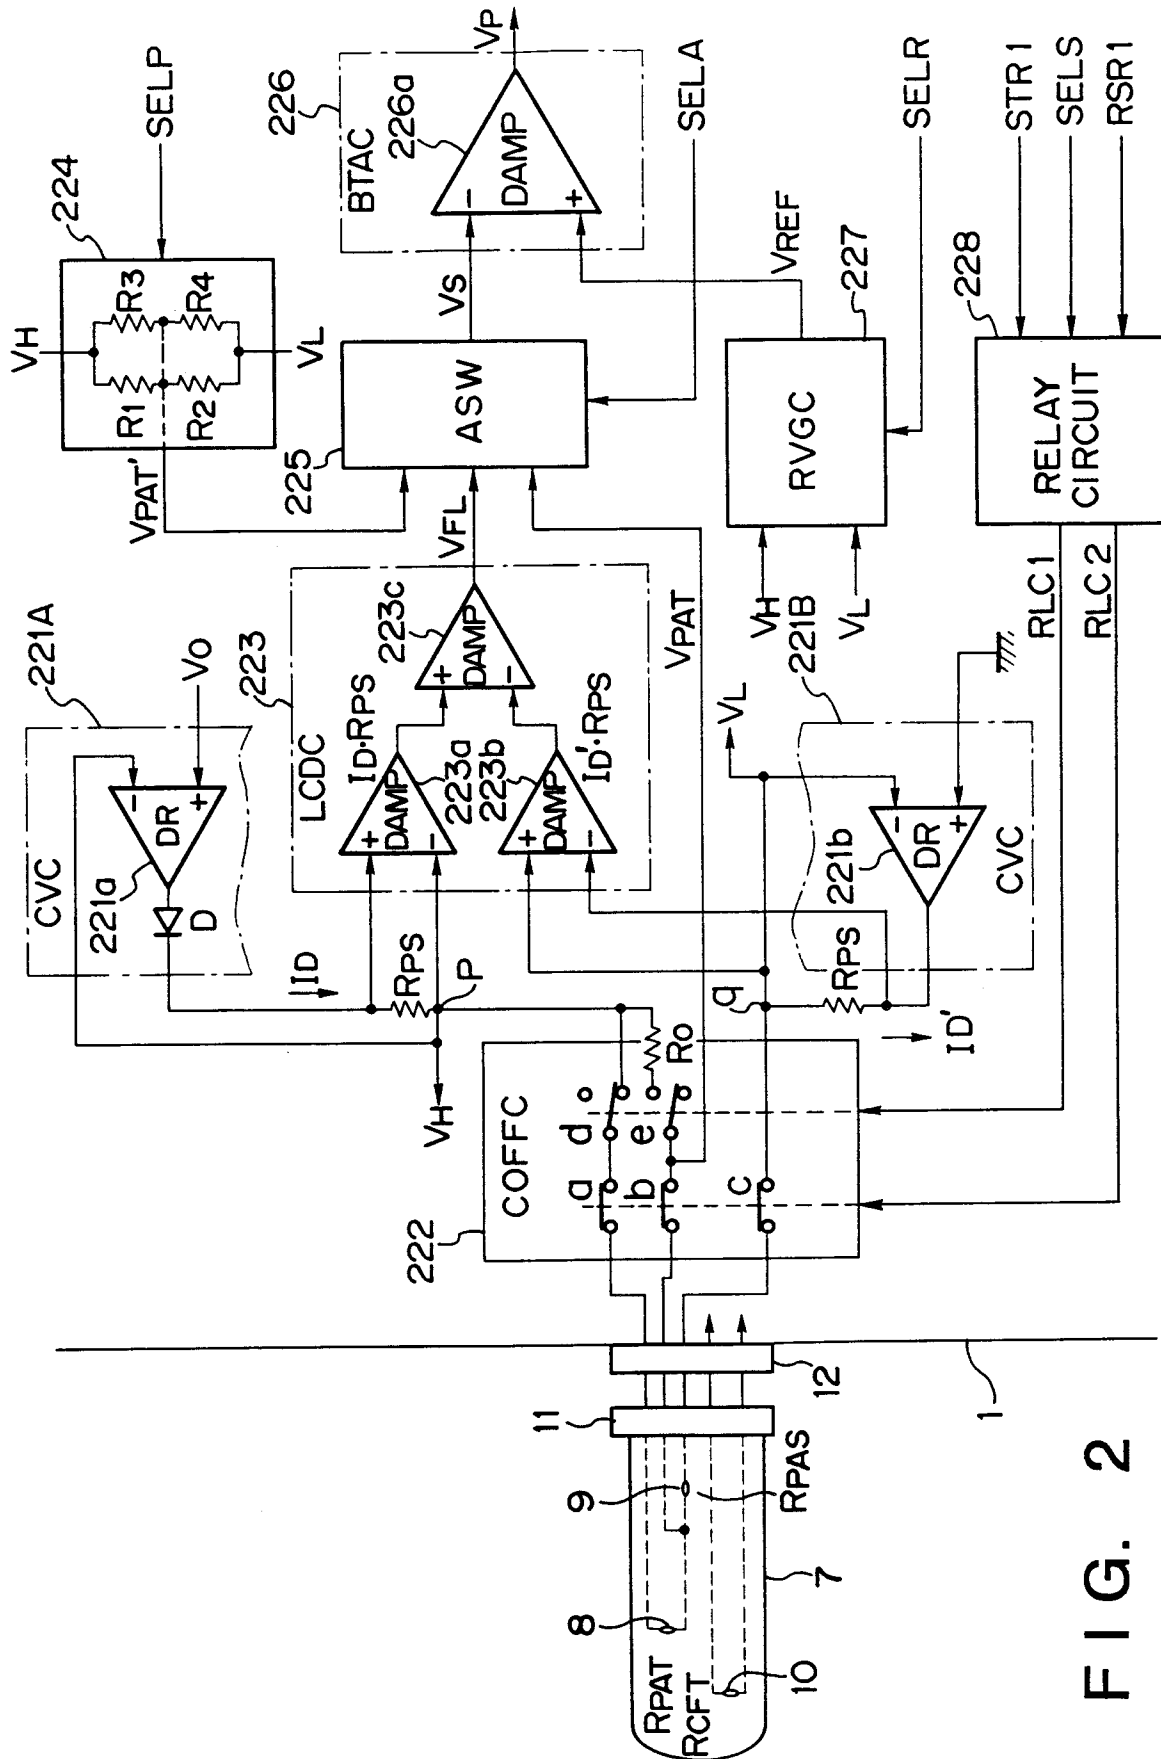 SELP
224
VH
R1
R3
R2
R4
VL
VPAT'
226
BTAC
226a
DAMP
-
+
VP
SELA
225
ASW
VS
VREF
227
RVGC
VH
VL
SELR
228
RELAY
CIRCUIT
STR1
SELS
RSR1
RLC1
RLC2
221A
CVC
221a
DR
-
+
VO
D
ID
RPS
P
VH
223
LCDC
ID·RPS
DAMP
+
-
223a
223b
DAMP
+
-
ID'·RPS
223c
DAMP
+
-
VFL
VPAT
221B
VL
221b
DR
-
+
CVC
RPS
q
ID'
222
COFFC
a
b
c
d
e
RO
1
12
11
9
RPAS
8
RPAT
RCFT
10
7
FIG. 2